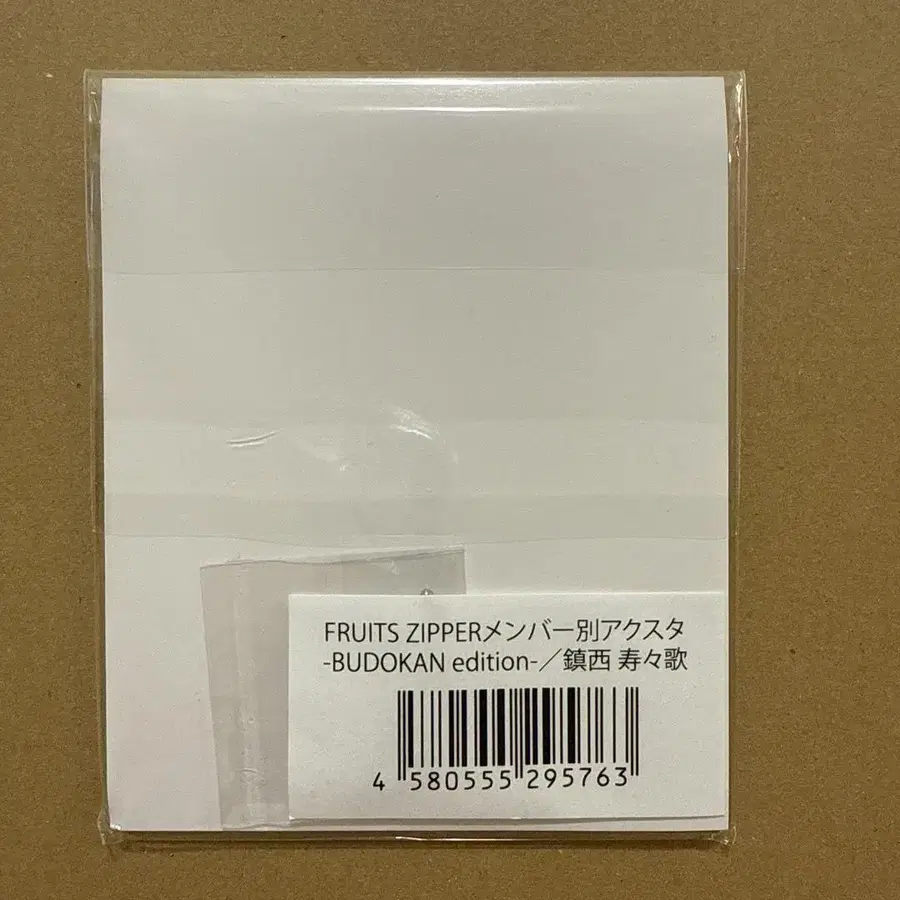 FRUITS ZIPPERメンバー別アクスタ
-BUDOKAN edition-／鎮西 寿々歌
4 580555 295763